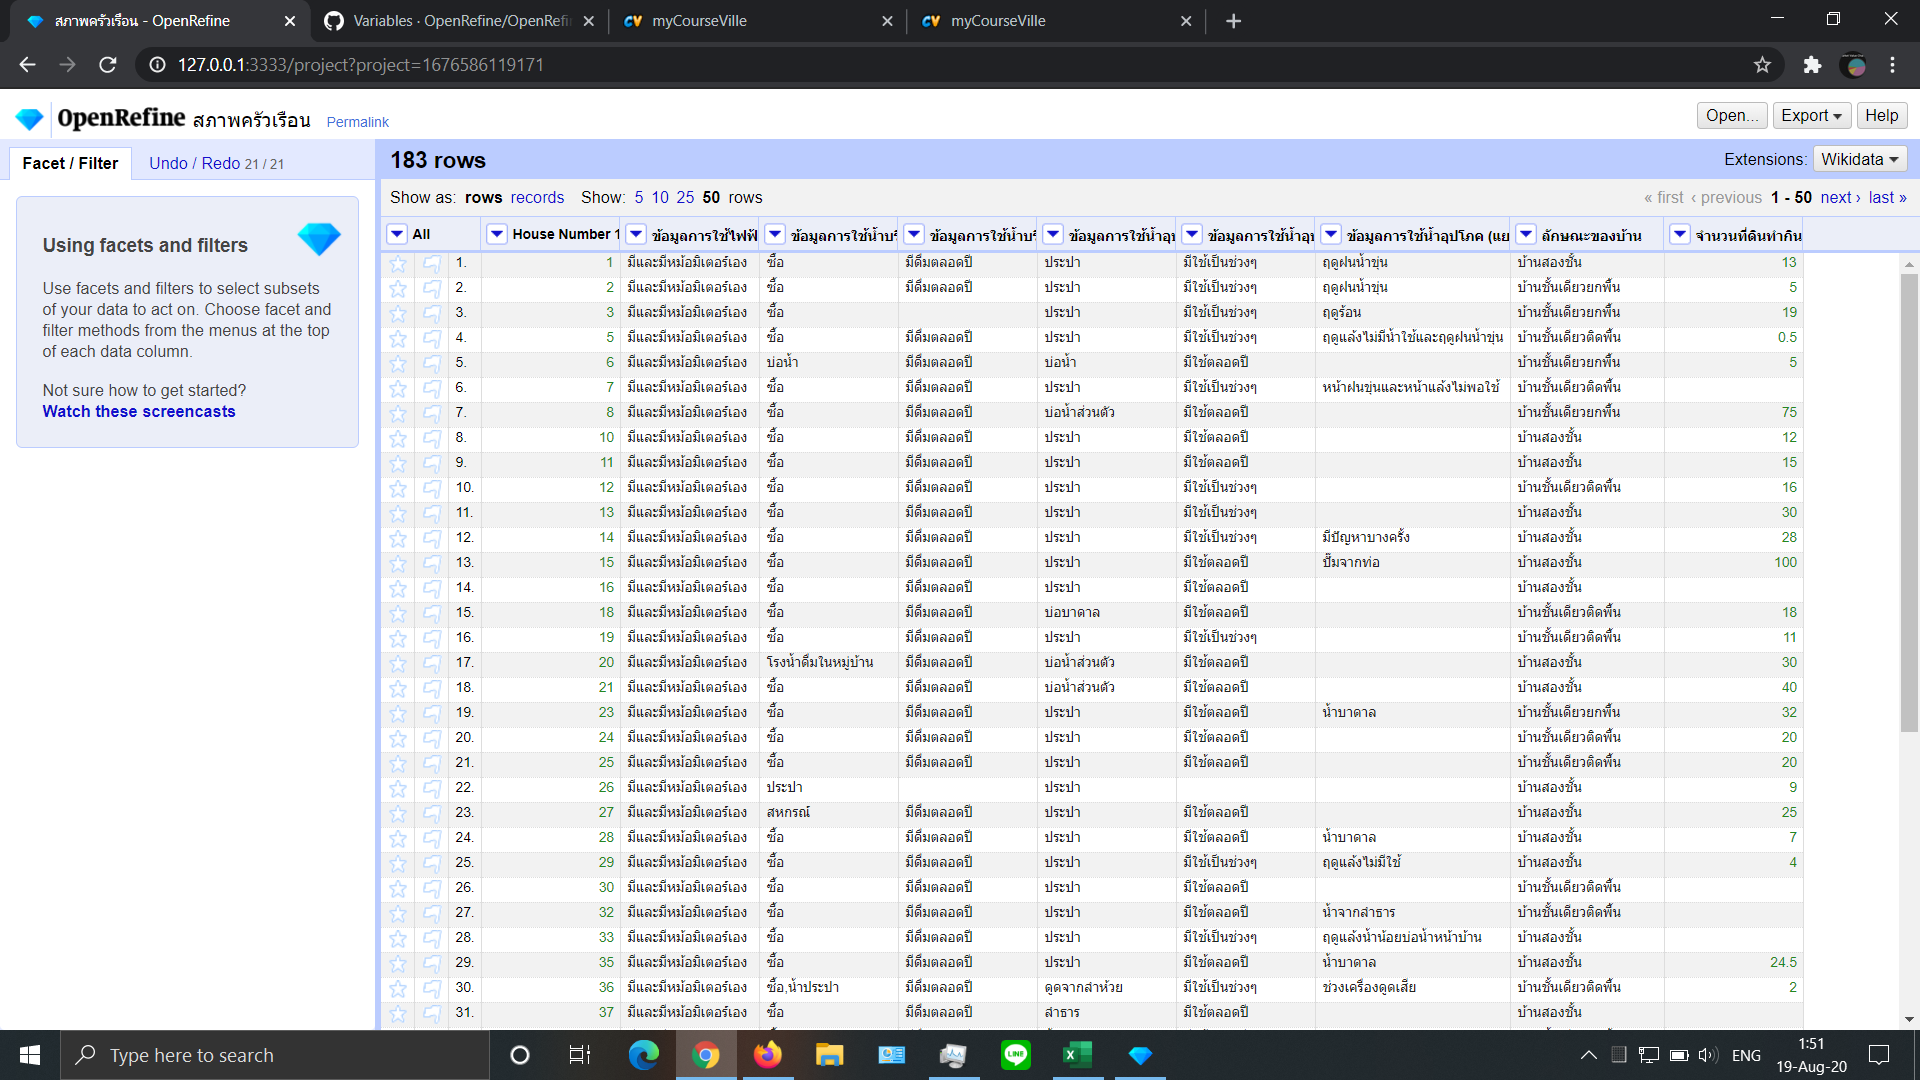 สภาพครัวเรือน - OpenRefine
Variables · OpenRefine/OpenRefi
myCourseVille
myCourseVille
127.0.0.1:3333/project?project=1676586119171
OpenRefine สภาพครัวเรือน Permalink
Open... Export Help
Facet / Filter Undo / Redo 21 / 21
183 rows
Extensions: Wikidata
Show as: rows records Show: 5 10 25 50 rows
« first ‹ previous 1 - 50 next › last »
Using facets and filters
Use facets and filters to select subsets
of your data to act on. Choose facet and
filter methods from the menus at the top
of each data column.
Not sure how to get started?
Watch these screencasts
All House Number 1 ข้อมูลการใช้ไฟฟ้ ข้อมูลการใช้น้ำบริ ข้อมูลการใช้น้ำบริ ข้อมูลการใช้น้ำอุป ข้อมูลการใช้น้ำอุป ข้อมูลการใช้น้ำอุปโภค (แย ลักษณะของบ้าน จำนวนที่ดินทำกิน
1. 1 มีและมีหม้อมิเตอร์เอง ซื้อ มีดื่มตลอดปี ประปา มีใช้เป็นช่วงๆ ฤดูฝนน้ำขุ่น บ้านสองชั้น 13
2. 2 มีและมีหม้อมิเตอร์เอง ซื้อ มีดื่มตลอดปี ประปา มีใช้เป็นช่วงๆ ฤดูฝนน้ำขุ่น บ้านชั้นเดียวยกพื้น 5
3. 3 มีและมีหม้อมิเตอร์เอง ซื้อ ประปา มีใช้เป็นช่วงๆ ฤดูร้อน บ้านชั้นเดียวยกพื้น 19
4. 5 มีและมีหม้อมิเตอร์เอง ซื้อ มีดื่มตลอดปี ประปา มีใช้เป็นช่วงๆ ฤดูแล้งไม่มีน้ำใช้และฤดูฝนน้ำขุ่น บ้านชั้นเดียวติดพื้น 0.5
5. 6 มีและมีหม้อมิเตอร์เอง บ่อน้ำ มีดื่มตลอดปี บ่อน้ำ มีใช้ตลอดปี บ้านชั้นเดียวยกพื้น 5
6. 7 มีและมีหม้อมิเตอร์เอง ซื้อ มีดื่มตลอดปี ประปา มีใช้เป็นช่วงๆ หน้าฝนขุ่นและหน้าแล้งไม่พอใช้ บ้านชั้นเดียวติดพื้น
7. 8 มีและมีหม้อมิเตอร์เอง ซื้อ มีดื่มตลอดปี บ่อน้ำส่วนตัว มีใช้ตลอดปี บ้านชั้นเดียวยกพื้น 75
8. 10 มีและมีหม้อมิเตอร์เอง ซื้อ มีดื่มตลอดปี ประปา มีใช้ตลอดปี บ้านสองชั้น 12
9. 11 มีและมีหม้อมิเตอร์เอง ซื้อ มีดื่มตลอดปี ประปา มีใช้ตลอดปี บ้านสองชั้น 15
10. 12 มีและมีหม้อมิเตอร์เอง ซื้อ มีดื่มตลอดปี ประปา มีใช้เป็นช่วงๆ บ้านชั้นเดียวติดพื้น 16
11. 13 มีและมีหม้อมิเตอร์เอง ซื้อ มีดื่มตลอดปี ประปา มีใช้เป็นช่วงๆ บ้านสองชั้น 30
12. 14 มีและมีหม้อมิเตอร์เอง ซื้อ มีดื่มตลอดปี ประปา มีใช้เป็นช่วงๆ มีปัญหาบางครั้ง บ้านสองชั้น 28
13. 15 มีและมีหม้อมิเตอร์เอง ซื้อ มีดื่มตลอดปี ประปา มีใช้ตลอดปี ปั๊มจากท่อ บ้านสองชั้น 100
14. 16 มีและมีหม้อมิเตอร์เอง ซื้อ มีดื่มตลอดปี ประปา มีใช้ตลอดปี บ้านสองชั้น
15. 18 มีและมีหม้อมิเตอร์เอง ซื้อ มีดื่มตลอดปี บ่อบาดาล มีใช้ตลอดปี บ้านชั้นเดียวติดพื้น 18
16. 19 มีและมีหม้อมิเตอร์เอง ซื้อ มีดื่มตลอดปี ประปา มีใช้เป็นช่วงๆ บ้านชั้นเดียวติดพื้น 11
17. 20 มีและมีหม้อมิเตอร์เอง โรงน้ำดื่มในหมู่บ้าน มีดื่มตลอดปี บ่อน้ำส่วนตัว มีใช้ตลอดปี บ้านสองชั้น 30
18. 21 มีและมีหม้อมิเตอร์เอง ซื้อ มีดื่มตลอดปี บ่อน้ำส่วนตัว มีใช้ตลอดปี บ้านสองชั้น 40
19. 23 มีและมีหม้อมิเตอร์เอง ซื้อ มีดื่มตลอดปี ประปา มีใช้ตลอดปี น้ำบาดาล บ้านชั้นเดียวยกพื้น 32
20. 24 มีและมีหม้อมิเตอร์เอง ซื้อ มีดื่มตลอดปี ประปา มีใช้ตลอดปี บ้านชั้นเดียวติดพื้น 20
21. 25 มีและมีหม้อมิเตอร์เอง ซื้อ มีดื่มตลอดปี ประปา มีใช้ตลอดปี บ้านชั้นเดียวติดพื้น 20
22. 26 มีและมีหม้อมิเตอร์เอง ประปา ประปา บ้านสองชั้น 9
23. 27 มีและมีหม้อมิเตอร์เอง สหกรณ์ มีดื่มตลอดปี ประปา มีใช้ตลอดปี บ้านสองชั้น 25
24. 28 มีและมีหม้อมิเตอร์เอง ซื้อ มีดื่มตลอดปี ประปา มีใช้ตลอดปี น้ำบาดาล บ้านสองชั้น 7
25. 29 มีและมีหม้อมิเตอร์เอง ซื้อ มีดื่มตลอดปี ประปา มีใช้เป็นช่วงๆ ฤดูแล้งไม่มีใช้ บ้านสองชั้น 4
26. 30 มีและมีหม้อมิเตอร์เอง ซื้อ มีดื่มตลอดปี ประปา มีใช้ตลอดปี บ้านชั้นเดียวติดพื้น
27. 32 มีและมีหม้อมิเตอร์เอง ซื้อ มีดื่มตลอดปี ประปา มีใช้ตลอดปี น้ำจากลำธาร บ้านชั้นเดียวติดพื้น
28. 33 มีและมีหม้อมิเตอร์เอง ซื้อ มีดื่มตลอดปี ประปา มีใช้เป็นช่วงๆ ฤดูแล้งน้ำน้อยบ่อน้ำหน้าบ้าน บ้านสองชั้น
29. 35 มีและมีหม้อมิเตอร์เอง ซื้อ มีดื่มตลอดปี ประปา มีใช้ตลอดปี น้ำบาดาล บ้านสองชั้น 24.5
30. 36 มีและมีหม้อมิเตอร์เอง ซื้อ,น้ำประปา มีดื่มตลอดปี ดูดจากลำห้วย มีใช้เป็นช่วงๆ ช่วงเครื่องดูดเสีย บ้านชั้นเดียวติดพื้น 2
31. 37 มีและมีหม้อมิเตอร์เอง ซื้อ มีดื่มตลอดปี ลำธาร มีใช้ตลอดปี บ้านสองชั้น
Type here to search
LINE
ENG
1:51
19-Aug-20